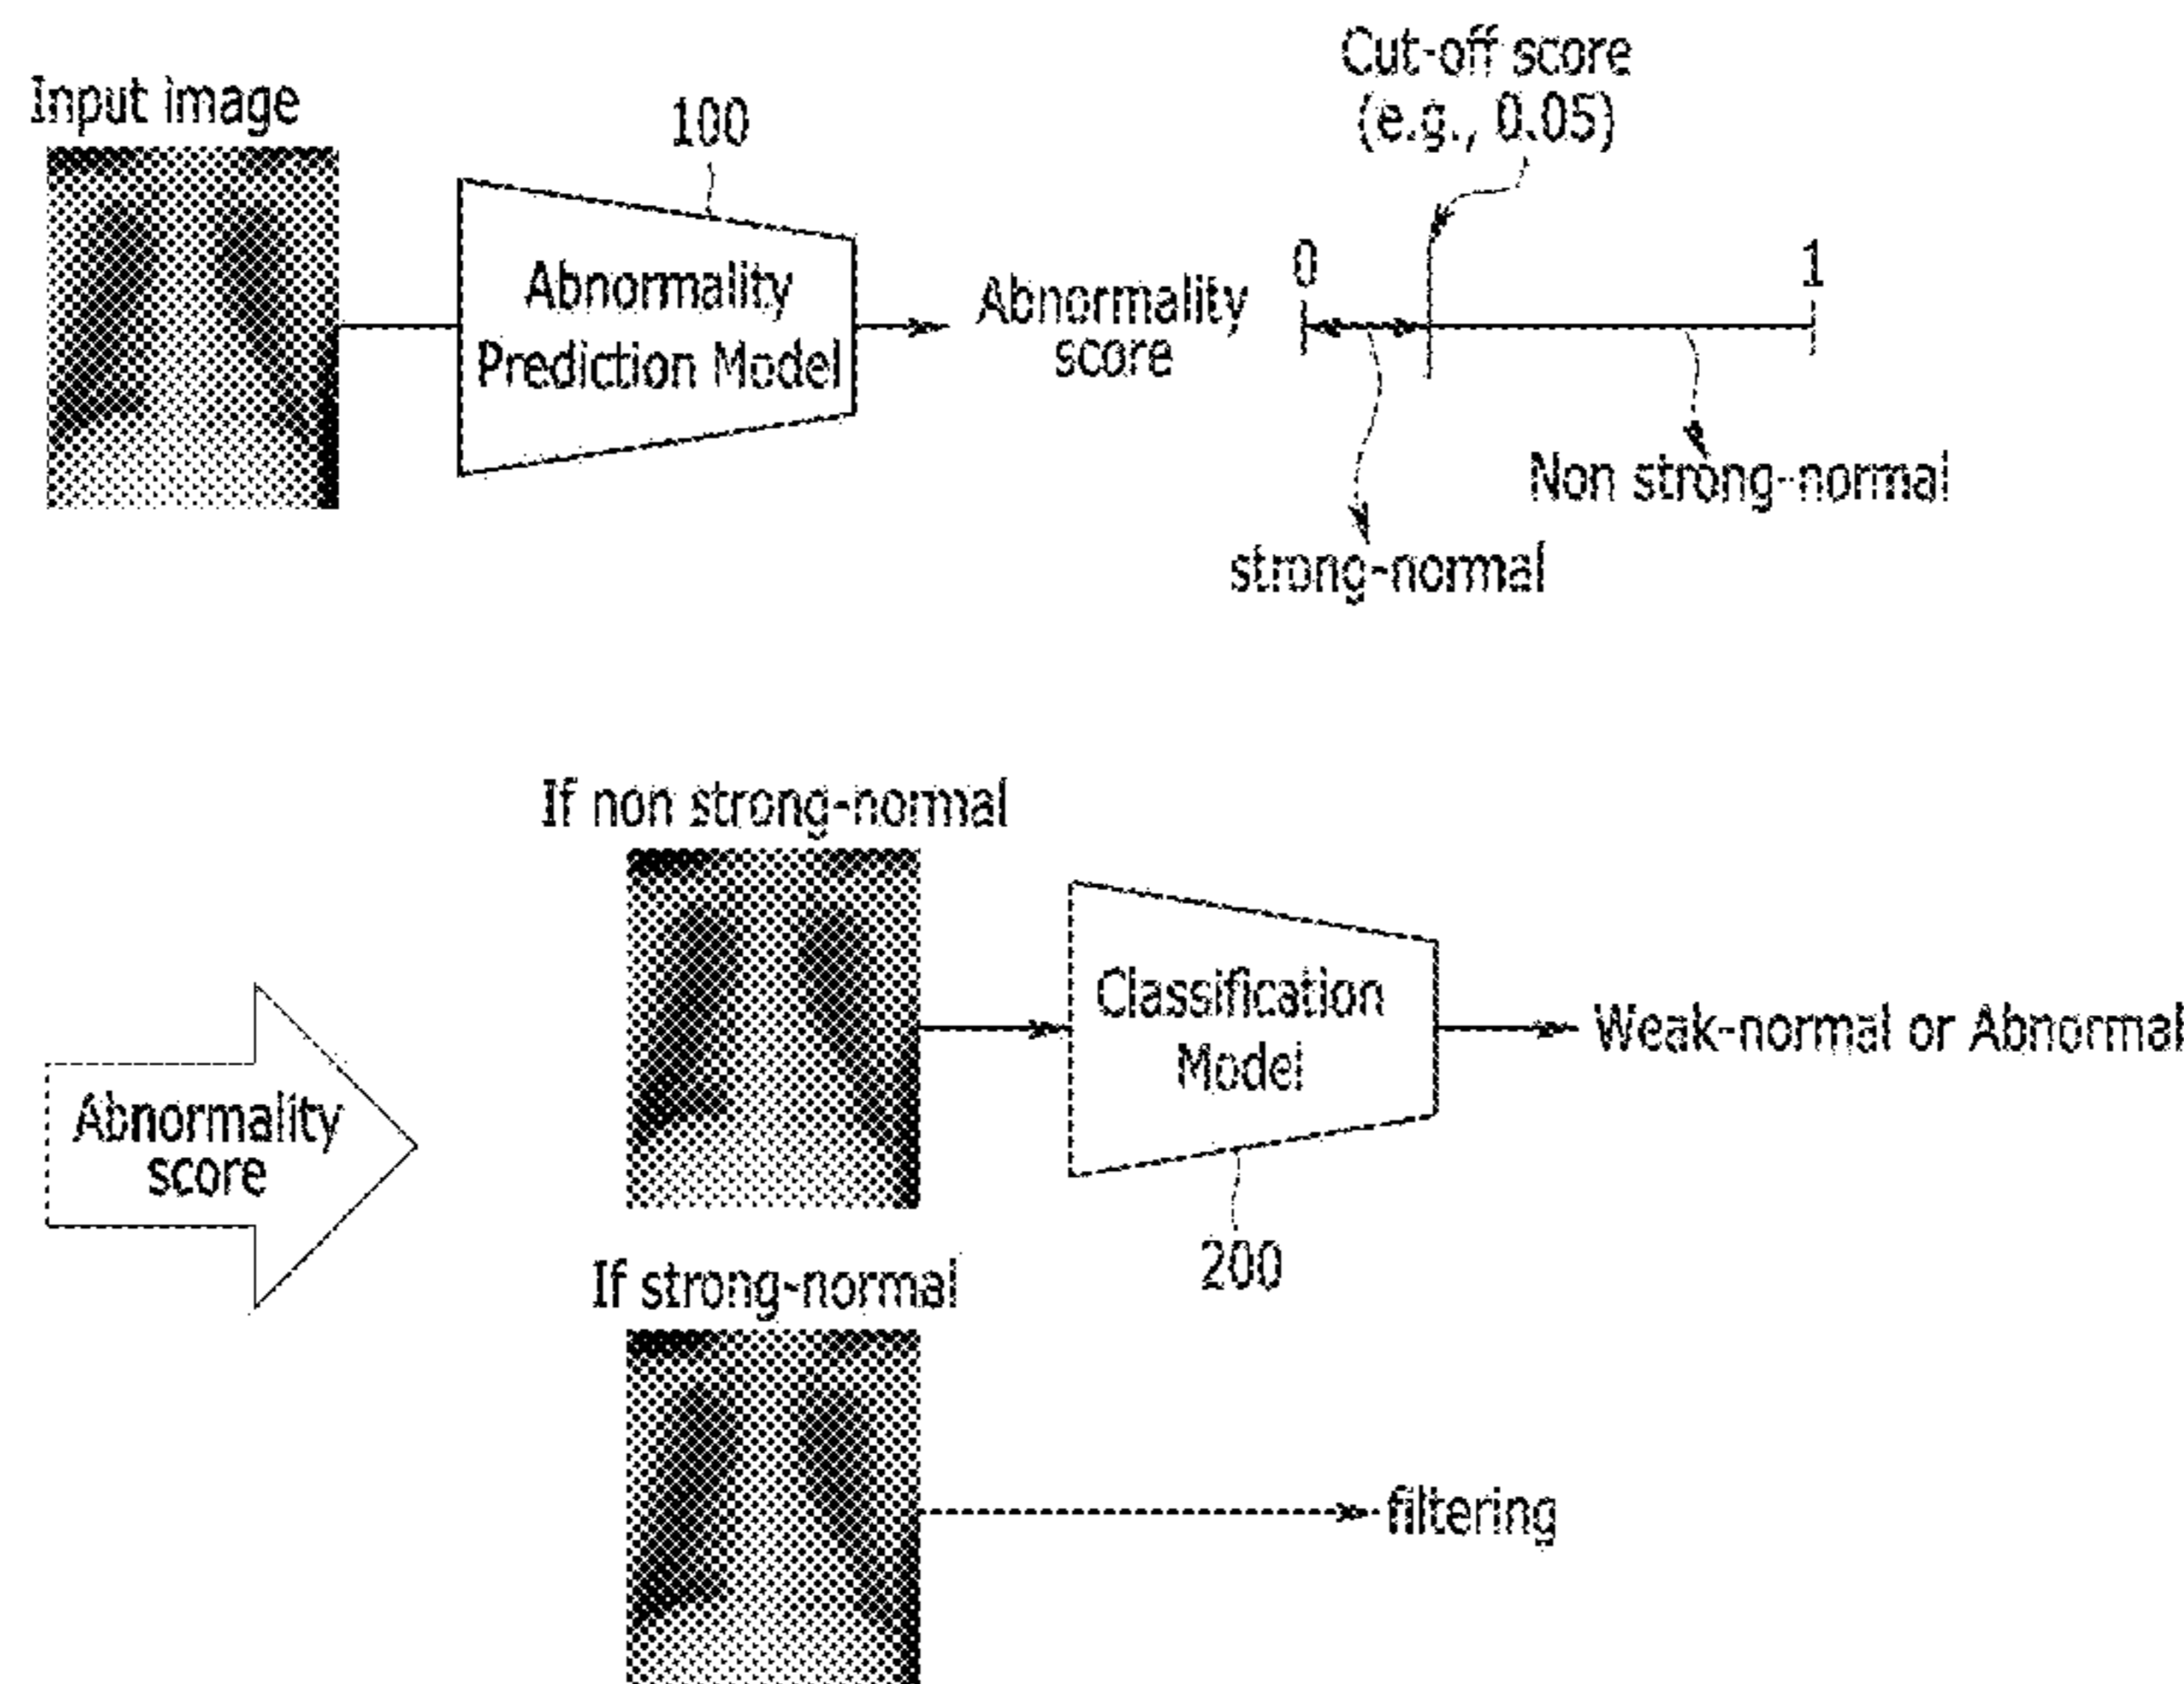 Input image
100
Abnormality
Prediction Model
Abnormality
score
Cut-off score
(e.g., 0.05)
0
1
Non strong-normal
strong-normal
Abnormality
score
If non strong-normal
Classification
Model
200
Weak-normal or Abnormal
If strong-normal
filtering